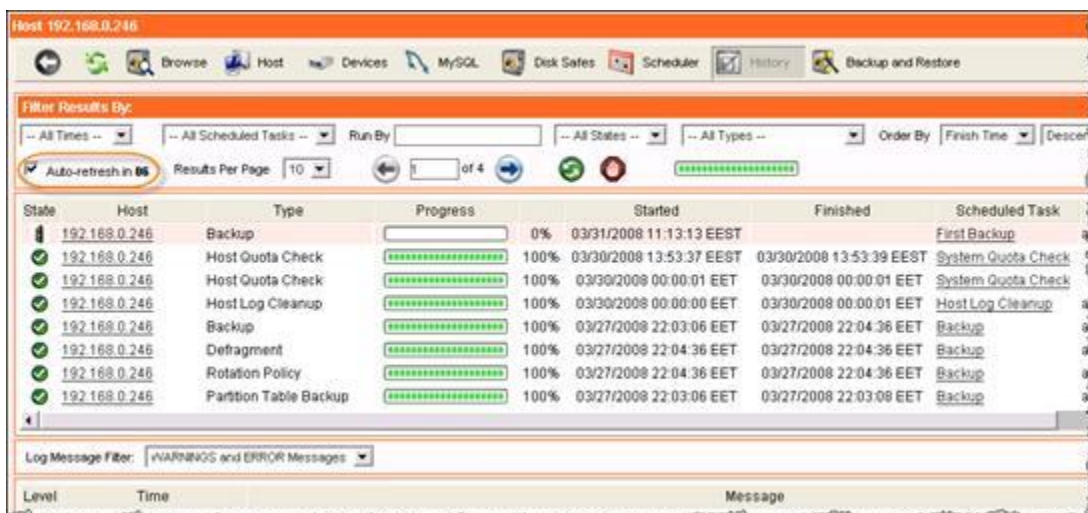 Host 192.168.0.246
Browse Host Devices MySQL Disk Safes Scheduler History Backup and Restore
Filter Results By:
-- All Times -- -- All Scheduled Tasks -- Run By -- All States -- -- All Types -- Order By Finish Time Descen
Auto-refresh in 06 Results Per Page 10 1 of 4
State Host Type Progress Started Finished Scheduled Task
192.168.0.246 Backup 0% 03/31/2008 11:13:13 EEST First Backup
192.168.0.246 Host Quota Check 100% 03/30/2008 13:53:37 EEST 03/30/2008 13:53:39 EEST System Quota Check
192.168.0.246 Host Quota Check 100% 03/30/2008 00:00:01 EET 03/30/2008 00:00:01 EET System Quota Check
192.168.0.246 Host Log Cleanup 100% 03/30/2008 00:00:00 EET 03/30/2008 00:00:01 EET Host Log Cleanup
192.168.0.246 Backup 100% 03/27/2008 22:03:06 EET 03/27/2008 22:04:36 EET Backup
192.168.0.246 Defragment 100% 03/27/2008 22:04:36 EET 03/27/2008 22:04:36 EET Backup
192.168.0.246 Rotation Policy 100% 03/27/2008 22:04:36 EET 03/27/2008 22:04:36 EET Backup
192.168.0.246 Partition Table Backup 100% 03/27/2008 22:03:06 EET 03/27/2008 22:03:08 EET Backup
Log Message Filter: WARNINGS and ERROR Messages
Level Time Message